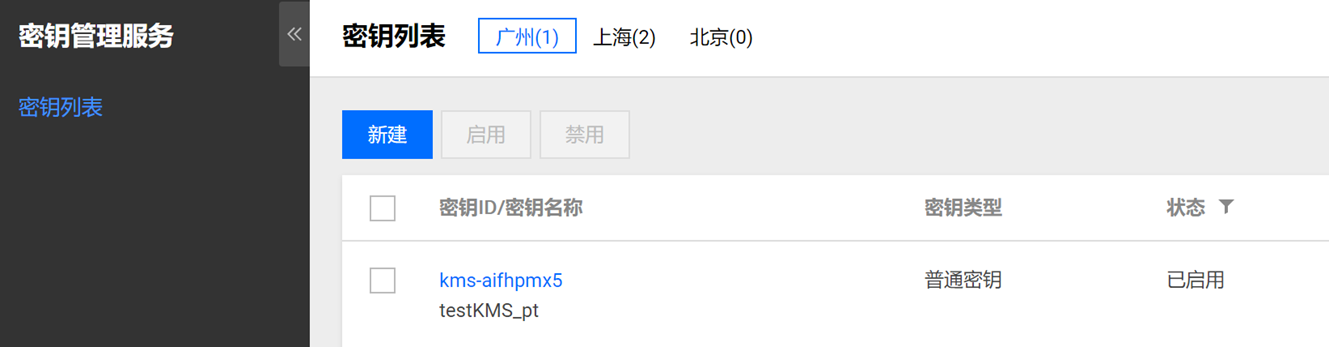 密钥管理服务
密钥列表
密钥列表 广州(1) 上海(2) 北京(0)
新建 启用 禁用
密钥ID/密钥名称 密钥类型 状态
kms-aifhpmx5 普通密钥 已启用
testKMS_pt